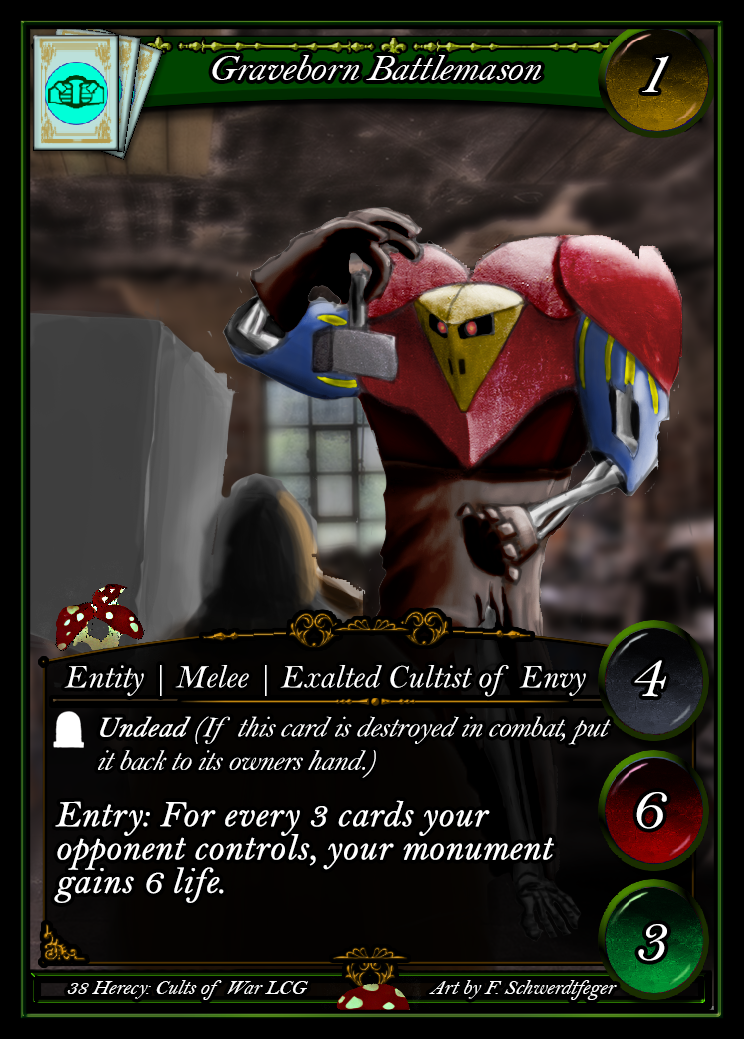 Graveborn Battlemason
1
Entity | Melee | Exalted Cultist of Envy
4
Undead (If this card is destroyed in combat, put
it back to its owners hand.)
6
Entry: For every 3 cards your
opponent controls, your monument
gains 6 life.
3
38 Herecy: Cults of War LCG
Art by F. Schwerdtfeger